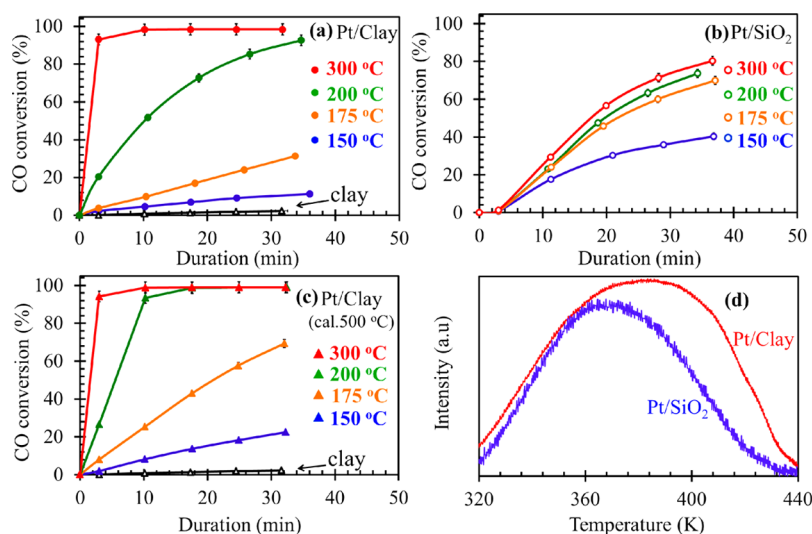 (a) Pt/Clay
300 °C
200 °C
175 °C
150 °C
clay
CO conversion (%)
100
80
60
40
20
0
0 10 20 30 40 50
Duration (min)
(b) Pt/SiO₂
300 °C
200 °C
175 °C
150 °C
CO conversion (%)
100
80
60
40
20
0
0 10 20 30 40 50
Duration (min)
(c) Pt/Clay
(cal.500 °C)
300 °C
200 °C
175 °C
150 °C
clay
CO conversion (%)
100
80
60
40
20
0
0 10 20 30 40 50
Duration (min)
(d)
Pt/Clay
Pt/SiO₂
Intensity (a.u)
320 360 400 440
Temperature (K)